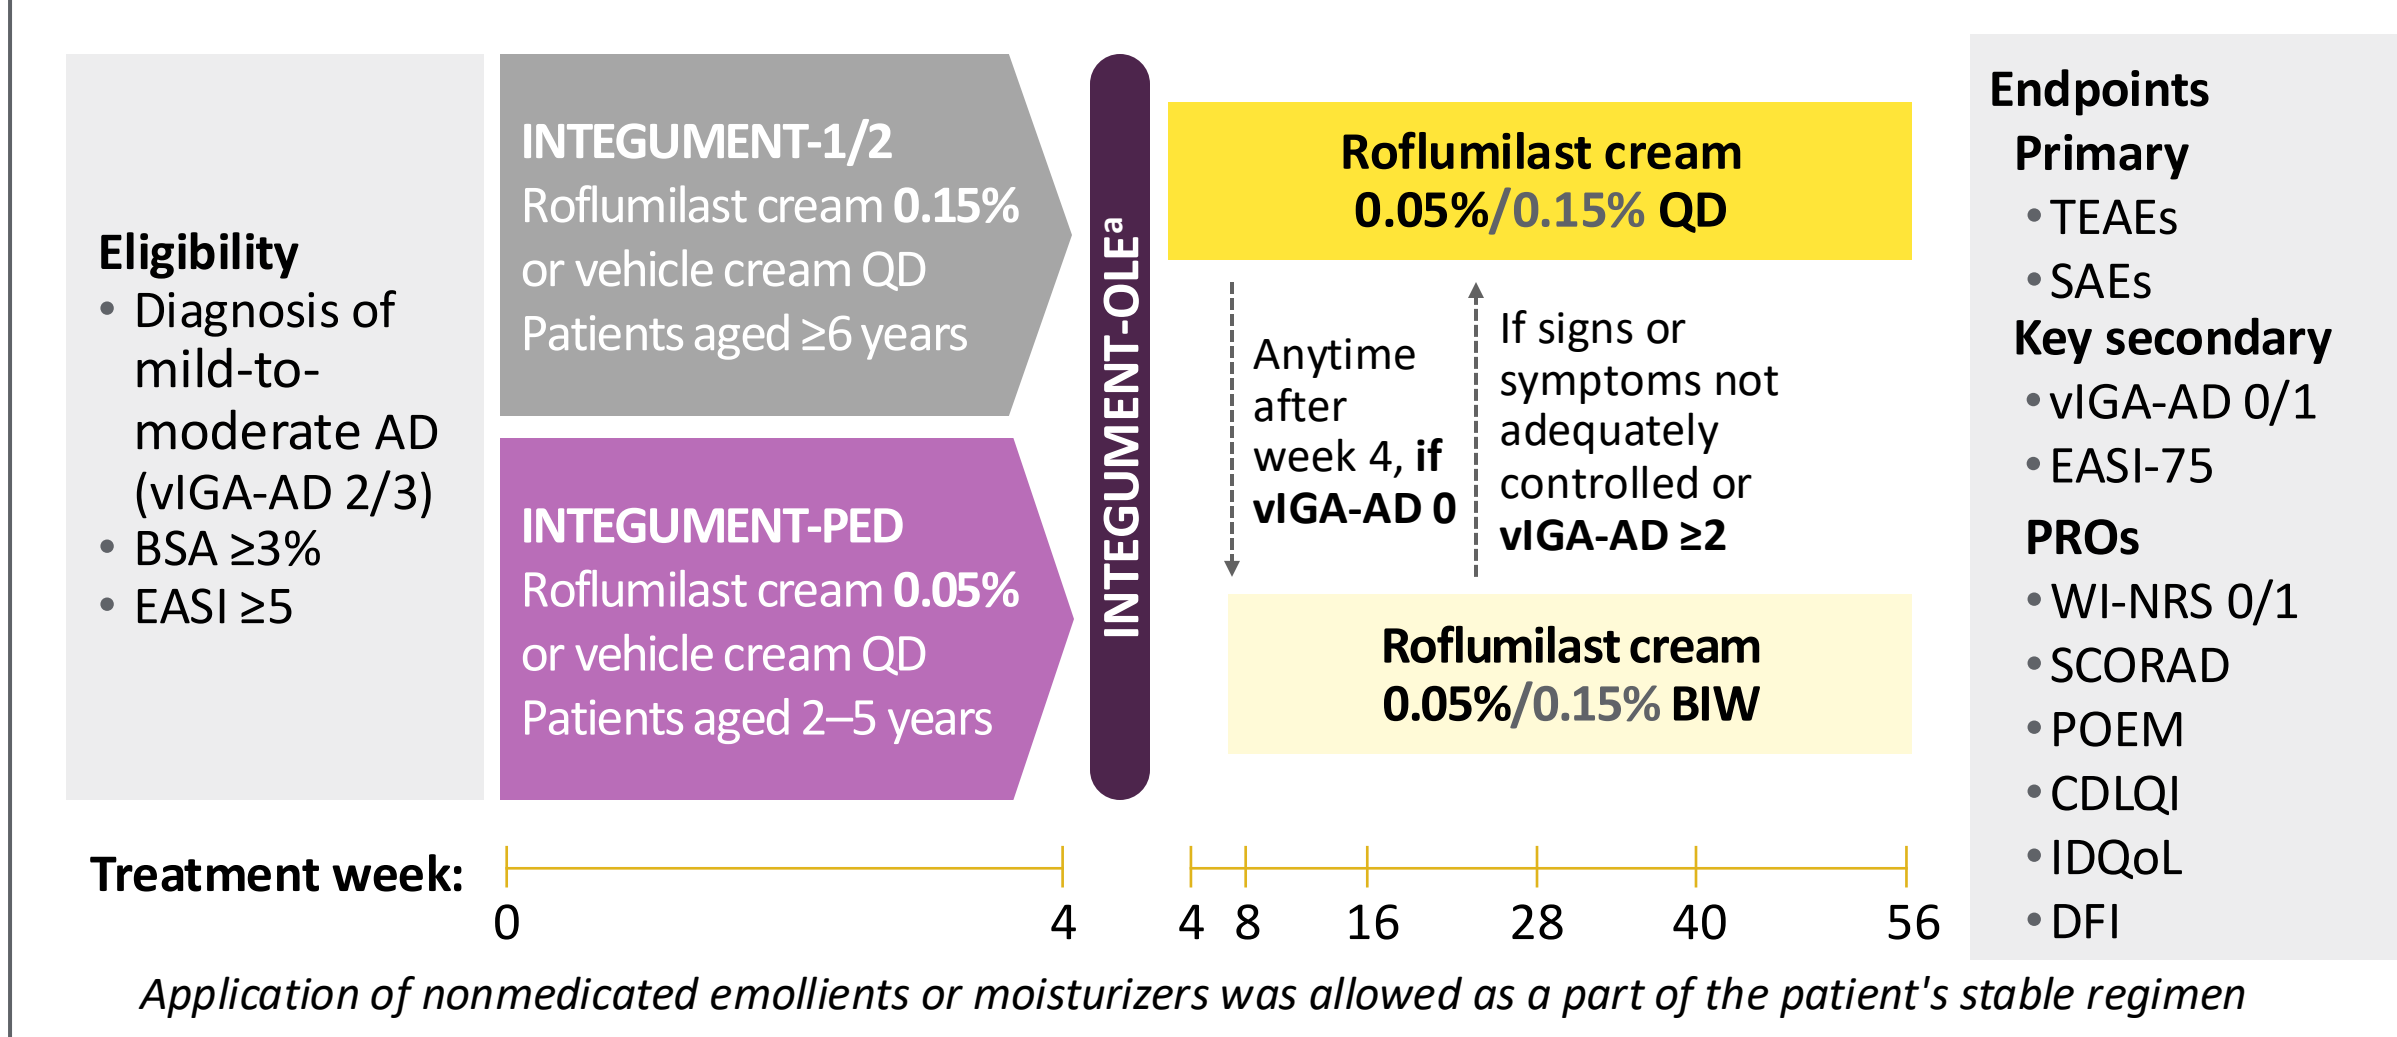 Eligibility
• Diagnosis of
mild-to-
moderate AD
(vIGA-AD 2/3)
• BSA ≥3%
• EASI ≥5
INTEGUMENT-1/2
Roflumilast cream 0.15%
or vehicle cream QD
Patients aged ≥6 years
INTEGUMENT-PED
Roflumilast cream 0.05%
or vehicle cream QD
Patients aged 2–5 years
INTEGUMENT-OLEᵃ
Roflumilast cream
0.05%/0.15% QD
Anytime
after
week 4, if
vIGA-AD 0
If signs or
symptoms not
adequately
controlled or
vIGA-AD ≥2
Roflumilast cream
0.05%/0.15% BIW
Endpoints
Primary
• TEAEs
• SAEs
Key secondary
• vIGA-AD 0/1
• EASI-75
PROs
• WI-NRS 0/1
• SCORAD
• POEM
• CDLQI
• IDQoL
• DFI
Treatment week:
0 4 4 8 16 28 40 56
Application of nonmedicated emollients or moisturizers was allowed as a part of the patient's stable regimen